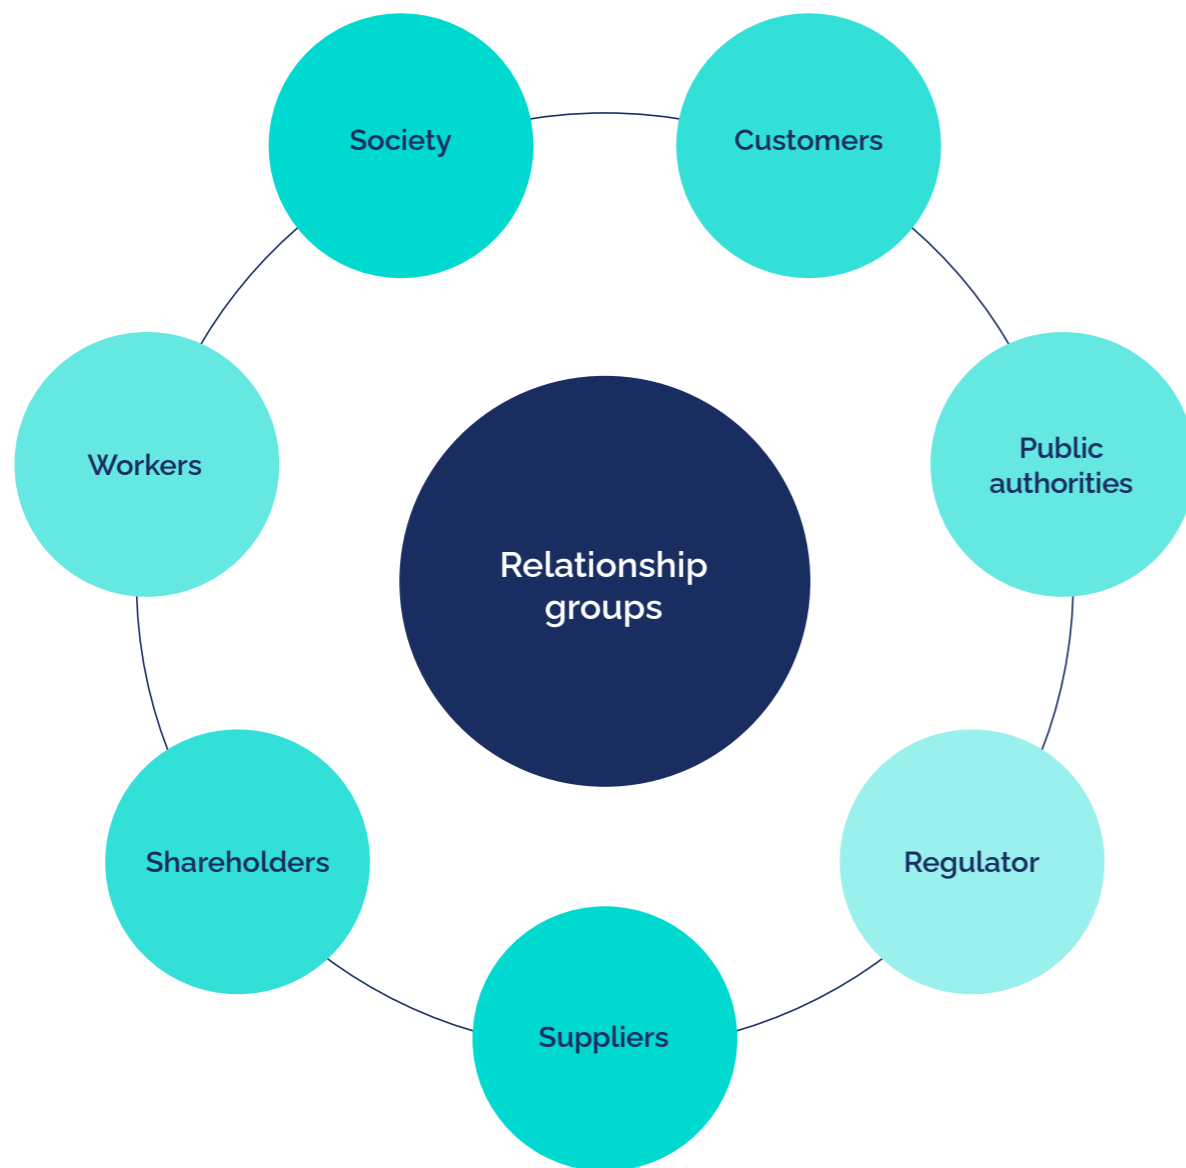 Society
Customers
Workers
Public
authorities
Relationship
groups
Shareholders
Regulator
Suppliers